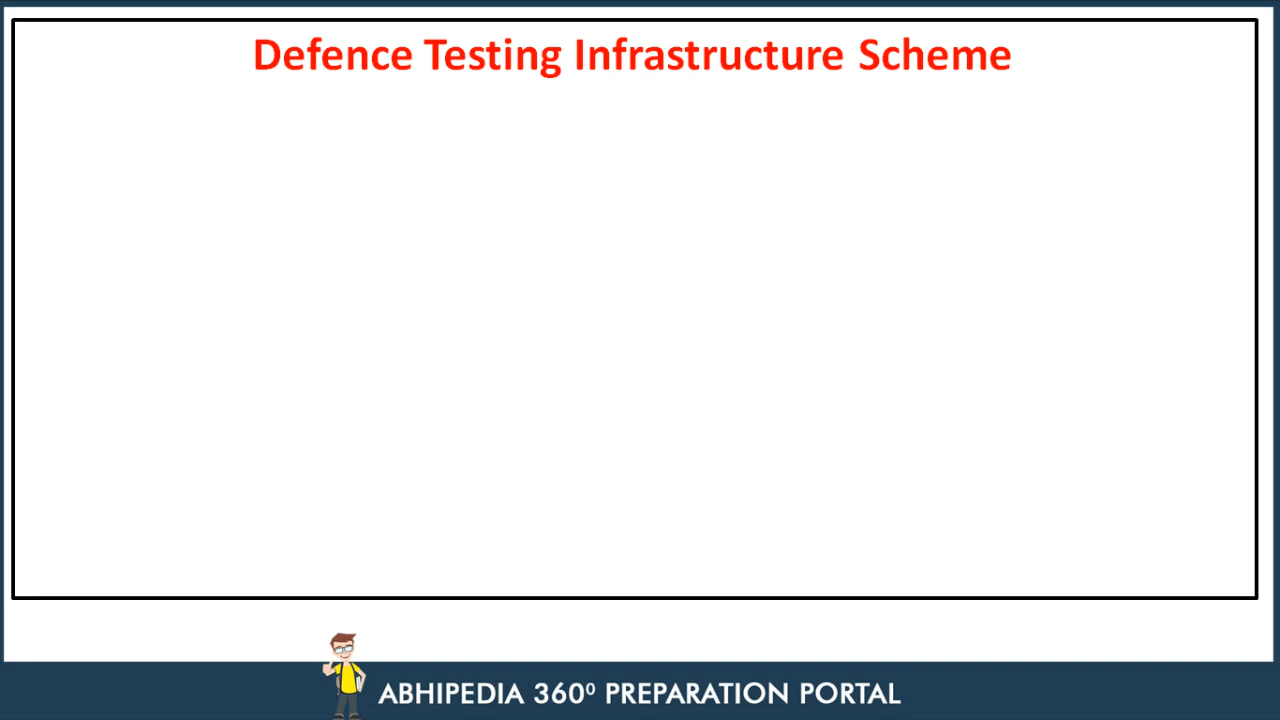 Defence Testing Infrastructure Scheme
ABHIPEDIA 360⁰ PREPARATION PORTAL